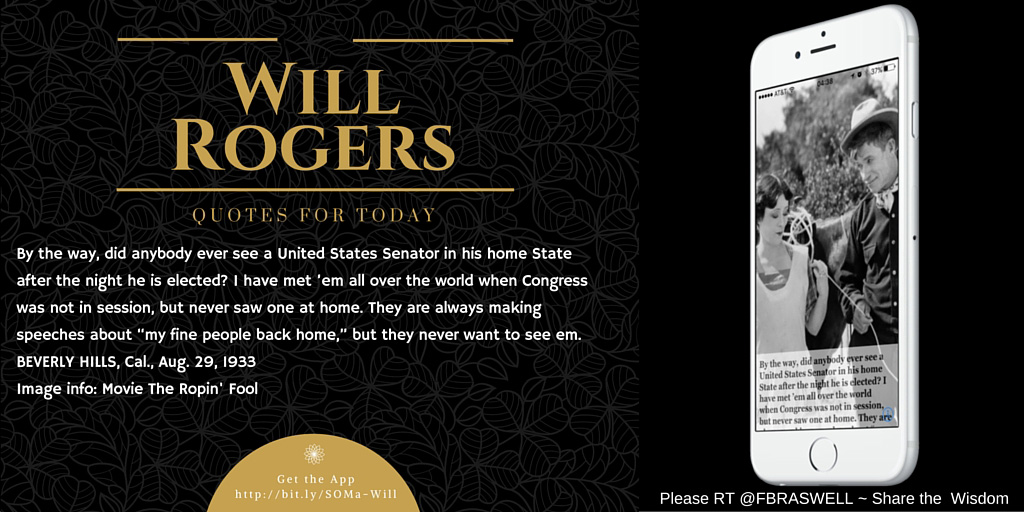 WILL
ROGERS
QUOTES FOR TODAY
By the way, did anybody ever see a United States Senator in his home State
after the night he is elected? I have met 'em all over the world when Congress
was not in session, but never saw one at home. They are always making
speeches about “my fine people back home,” but they never want to see em.
BEVERLY HILLS, Cal., Aug. 29, 1933
Image info: Movie The Ropin' Fool
Get the App
http://bit.ly/SOMa-Will
AT&T 04:38 37%
By the way, did anybody ever see a
United States Senator in his home
State after the night he is elected? I
have met 'em all over the world
when Congress was not in session,
but never saw one at home. They are
Please RT @FBRASWELL ~ Share the Wisdom